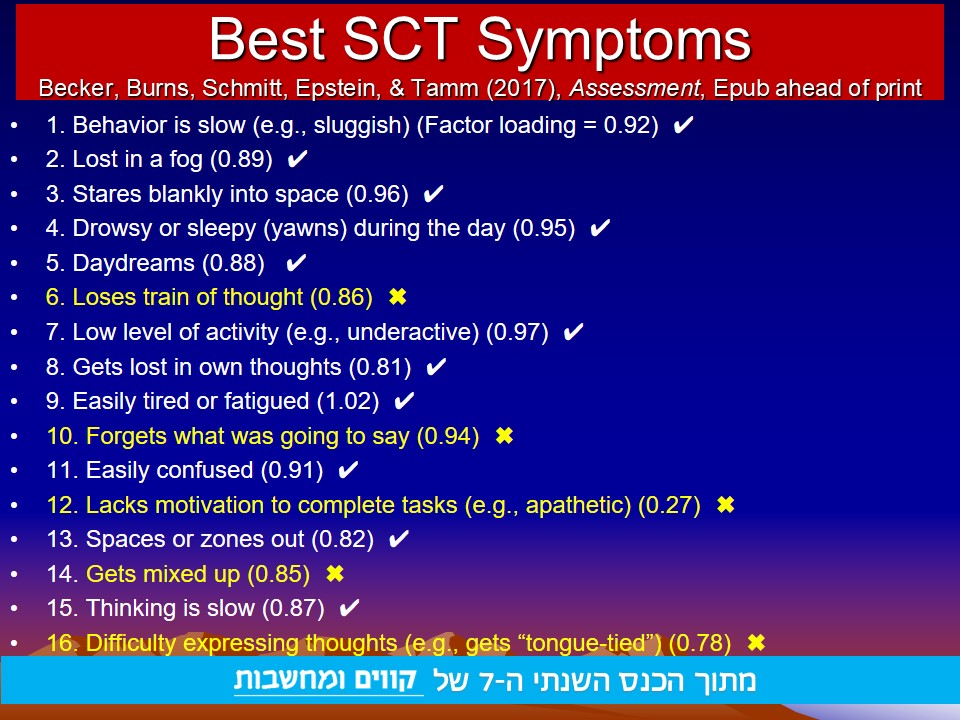 Best SCT Symptoms
Becker, Burns, Schmitt, Epstein, & Tamm (2017), Assessment, Epub ahead of print
• 1. Behavior is slow (e.g., sluggish) (Factor loading = 0.92) ✔
• 2. Lost in a fog (0.89) ✔
• 3. Stares blankly into space (0.96) ✔
• 4. Drowsy or sleepy (yawns) during the day (0.95) ✔
• 5. Daydreams (0.88) ✔
• 6. Loses train of thought (0.86) ✖
• 7. Low level of activity (e.g., underactive) (0.97) ✔
• 8. Gets lost in own thoughts (0.81) ✔
• 9. Easily tired or fatigued (1.02) ✔
• 10. Forgets what was going to say (0.94) ✖
• 11. Easily confused (0.91) ✔
• 12. Lacks motivation to complete tasks (e.g., apathetic) (0.27) ✖
• 13. Spaces or zones out (0.82) ✔
• 14. Gets mixed up (0.85) ✖
• 15. Thinking is slow (0.87) ✔
• 16. Difficulty expressing thoughts (e.g., gets “tongue-tied”) (0.78) ✖
מתוך הכנס השנתי ה-7 של קווים ומחשבות